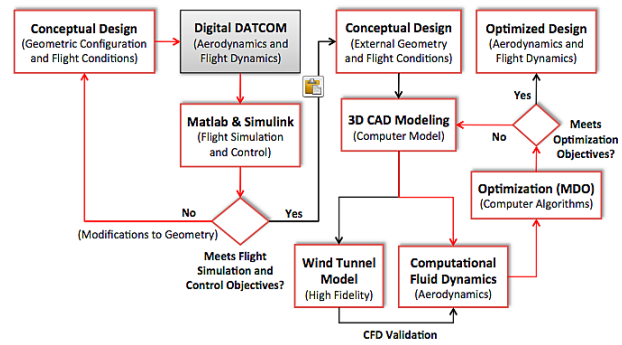 Conceptual Design
(Geometric Configuration
and Flight Conditions)
Digital DATCOM
(Aerodynamics and
Flight Dynamics)
Conceptual Design
(External Geometry
and Flight Conditions)
Optimized Design
(Aerodynamics and
Flight Dynamics)
Matlab & Simulink
(Flight Simulation
and Control)
3D CAD Modeling
(Computer Model)
Yes
No
Meets
Optimization
Objectives?
Optimization (MDO)
(Computer Algorithms)
No
Yes
(Modifications to Geometry)
Meets Flight
Simulation and
Control Objectives?
Wind Tunnel
Model
(High Fidelity)
Computational
Fluid Dynamics
(Aerodynamics)
CFD Validation